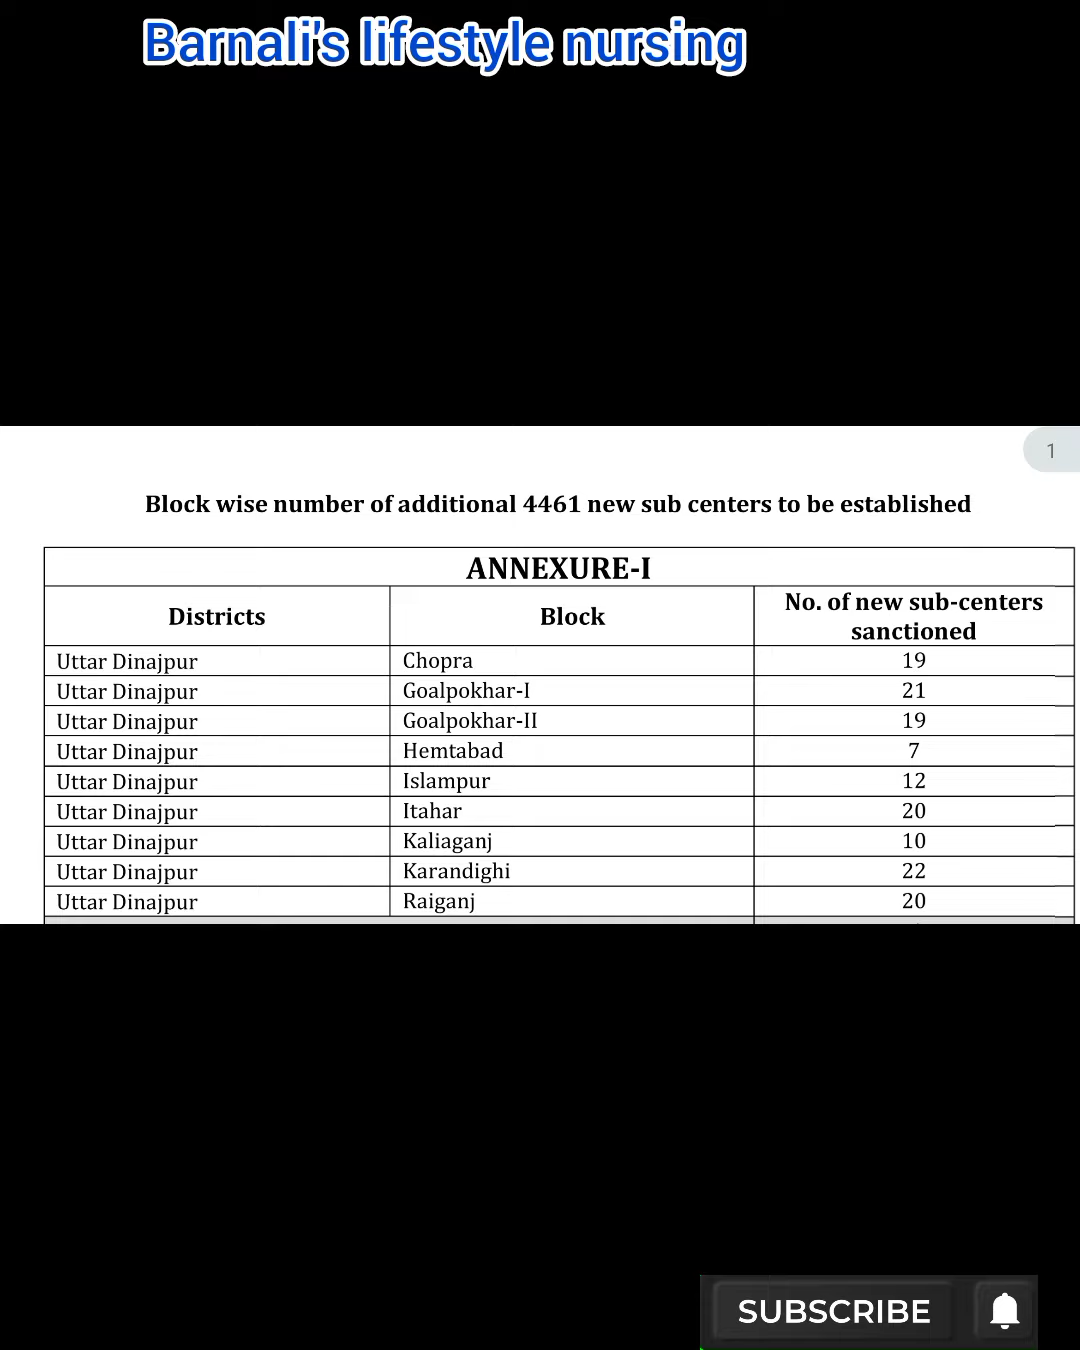 Barnali's lifestyle nursing
1
Block wise number of additional 4461 new sub centers to be established
ANNEXURE-I
Districts Block No. of new sub-centers sanctioned
Uttar Dinajpur Chopra 19
Uttar Dinajpur Goalpokhar-I 21
Uttar Dinajpur Goalpokhar-II 19
Uttar Dinajpur Hemtabad 7
Uttar Dinajpur Islampur 12
Uttar Dinajpur Itahar 20
Uttar Dinajpur Kaliaganj 10
Uttar Dinajpur Karandighi 22
Uttar Dinajpur Raiganj 20
SUBSCRIBE